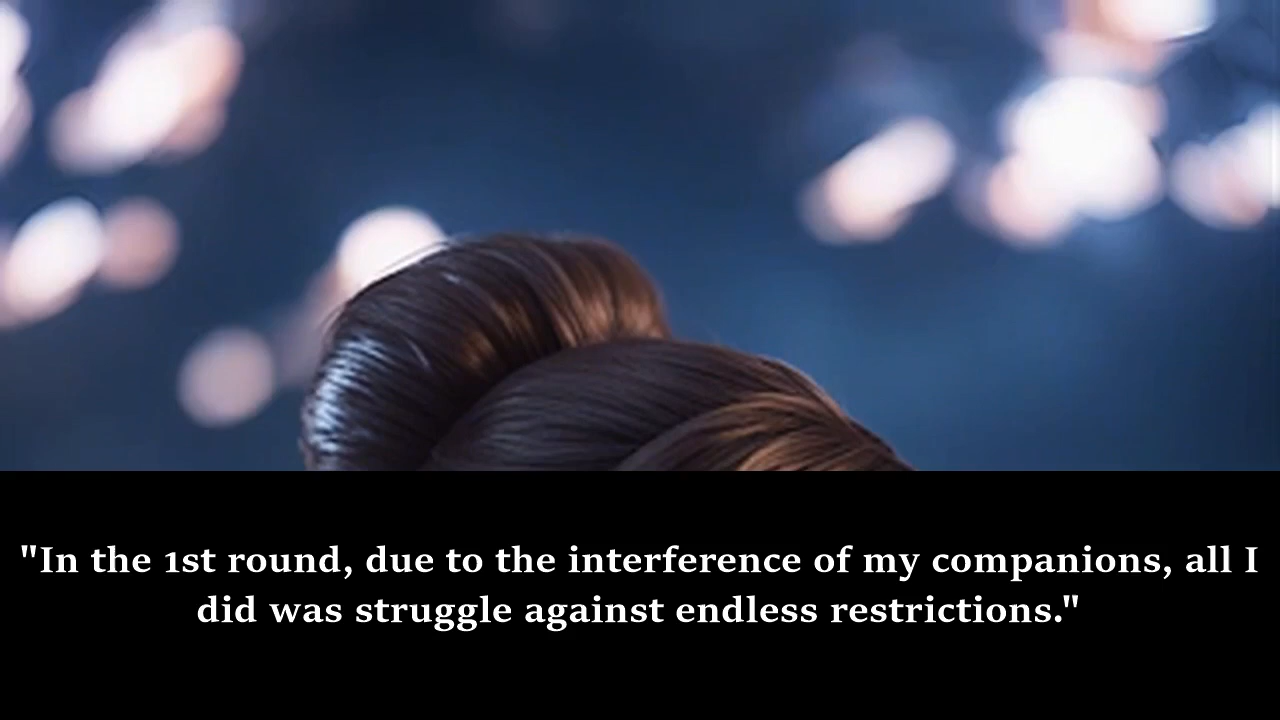 "In the 1st round, due to the interference of my companions, all I
did was struggle against endless restrictions."